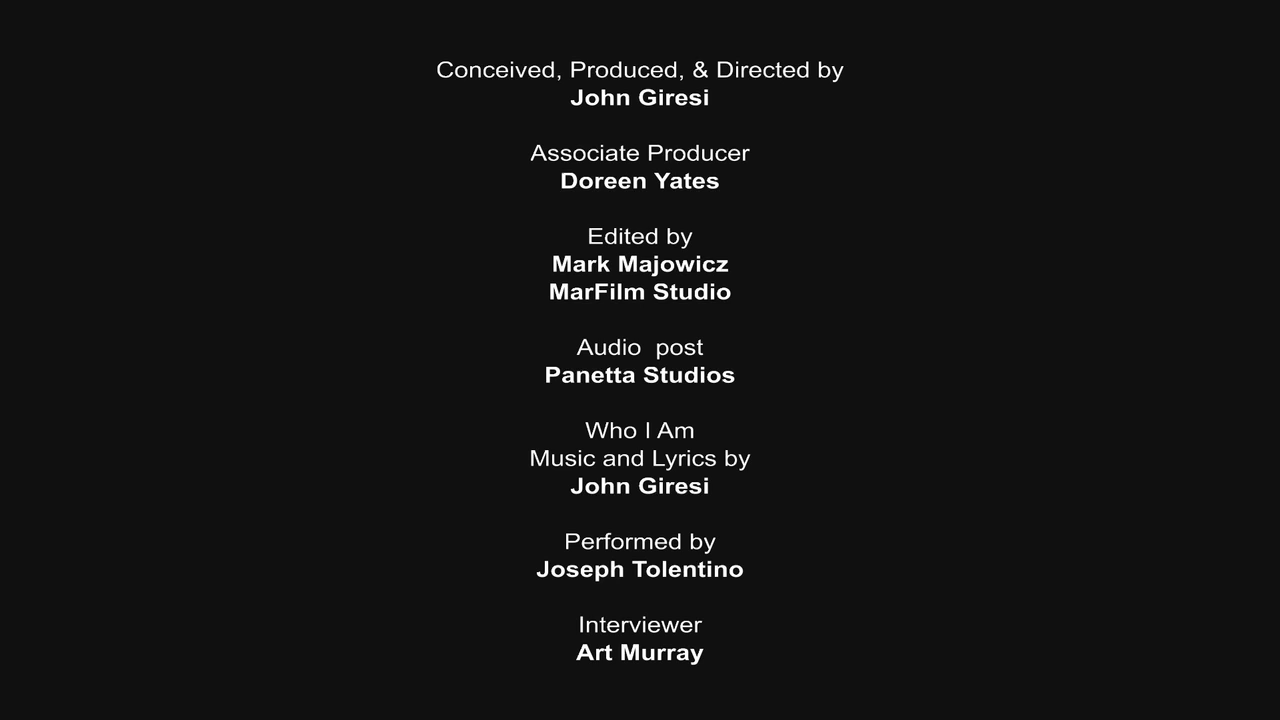 Conceived, Produced, & Directed by
John Giresi
Associate Producer
Doreen Yates
Edited by
Mark Majowicz
MarFilm Studio
Audio  post
Panetta Studios
Who I Am
Music and Lyrics by
John Giresi
Performed by
Joseph Tolentino
Interviewer
Art Murray